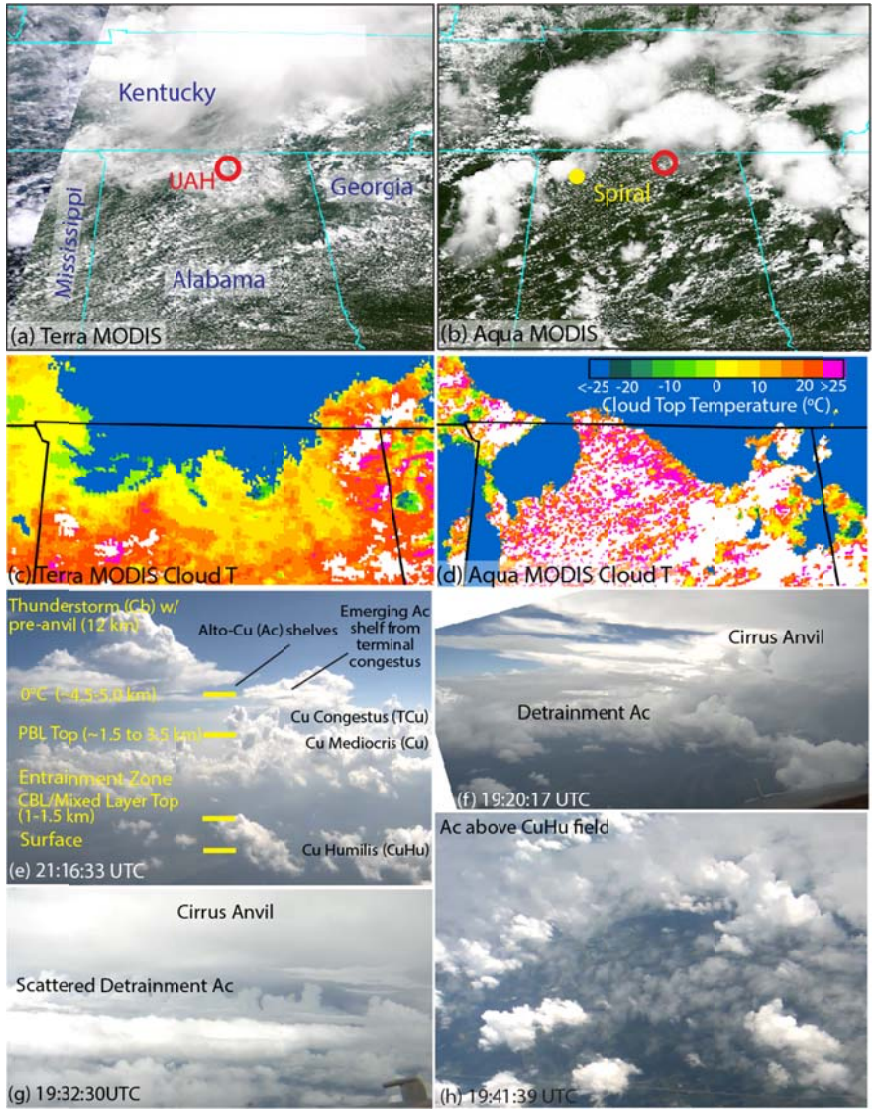 Kentucky
UAH
Mississippi
Georgia
Alabama
(a) Terra MODIS
Spiral
(b) Aqua MODIS
(c) Terra MODIS Cloud T
<-25 -20 -10 0 10 20 >25
Cloud Top Temperature (°C)
(d) Aqua MODIS Cloud T
Thunderstorm (Cb) w/
pre-anvil (12 km)
Alto-Cu (Ac) shelves
Emerging Ac
shelf from
terminal
congestus
0°C (~4.5-5.0 km)
Cu Congestus (TCu)
PBL Top (~1.5 to 3.5 km)
Cu Mediocris (Cu)
Entrainment Zone
CBL/Mixed Layer Top
(1-1.5 km)
Surface
Cu Humilis (CuHu)
(e) 21:16:33 UTC
Cirrus Anvil
Detrainment Ac
(f) 19:20:17 UTC
Cirrus Anvil
Scattered Detrainment Ac
(g) 19:32:30UTC
Ac above CuHu field
(h) 19:41:39 UTC